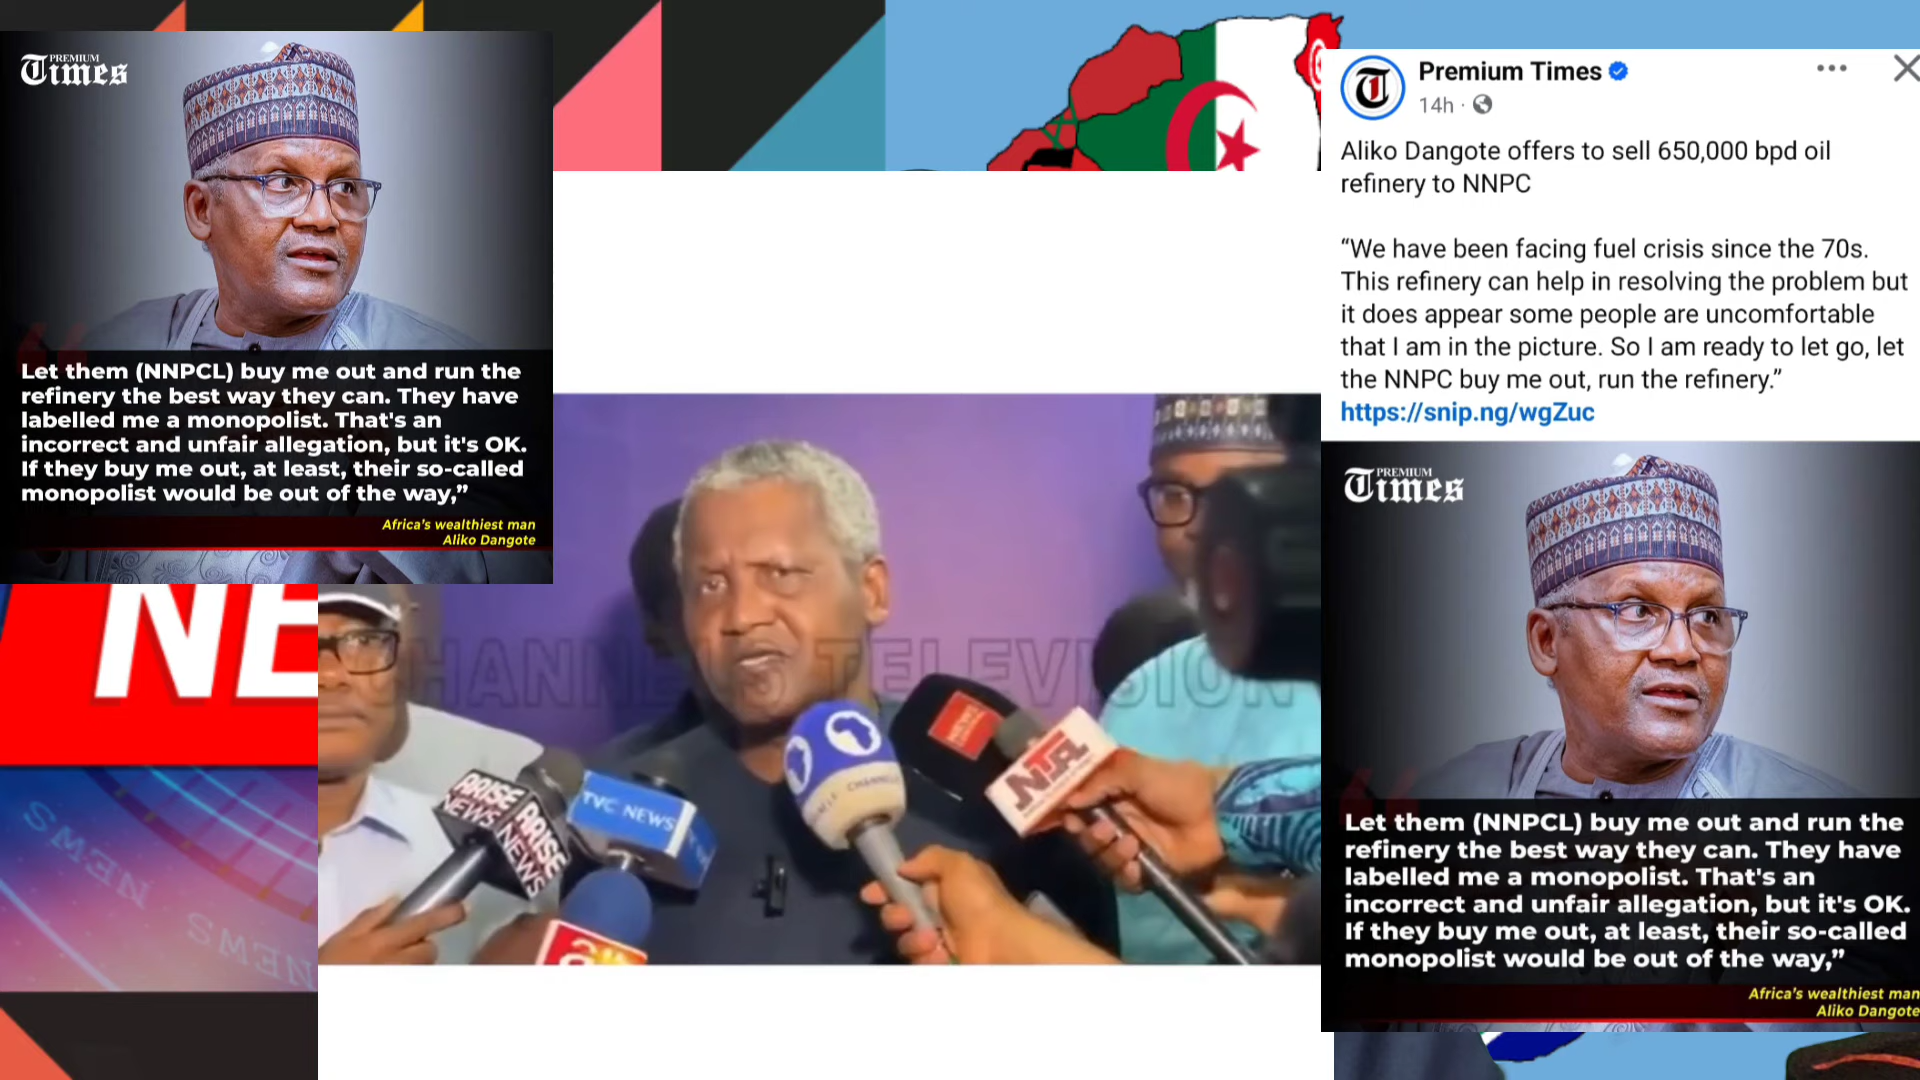 PREMIUM
Times
Let them (NNPCL) buy me out and run the
refinery the best way they can. They have
labelled me a monopolist. That's an
incorrect and unfair allegation, but it's OK.
If they buy me out, at least, their so-called
monopolist would be out of the way,”
Africa’s wealthiest man
Aliko Dangote
NE
NEWS
NEWS
NEWS
CHANNELS TELEVISION
ARISE
NEWS
ARISE
NEWS
TVC NEWS
NEWS
NTA
Premium Times
14h ·
Aliko Dangote offers to sell 650,000 bpd oil
refinery to NNPC
“We have been facing fuel crisis since the 70s.
This refinery can help in resolving the problem but
it does appear some people are uncomfortable
that I am in the picture. So I am ready to let go, let
the NNPC buy me out, run the refinery.”
https://snip.ng/wgZuc
PREMIUM
Times
Let them (NNPCL) buy me out and run the
refinery the best way they can. They have
labelled me a monopolist. That's an
incorrect and unfair allegation, but it's OK.
If they buy me out, at least, their so-called
monopolist would be out of the way,”
Africa’s wealthiest man
Aliko Dangote